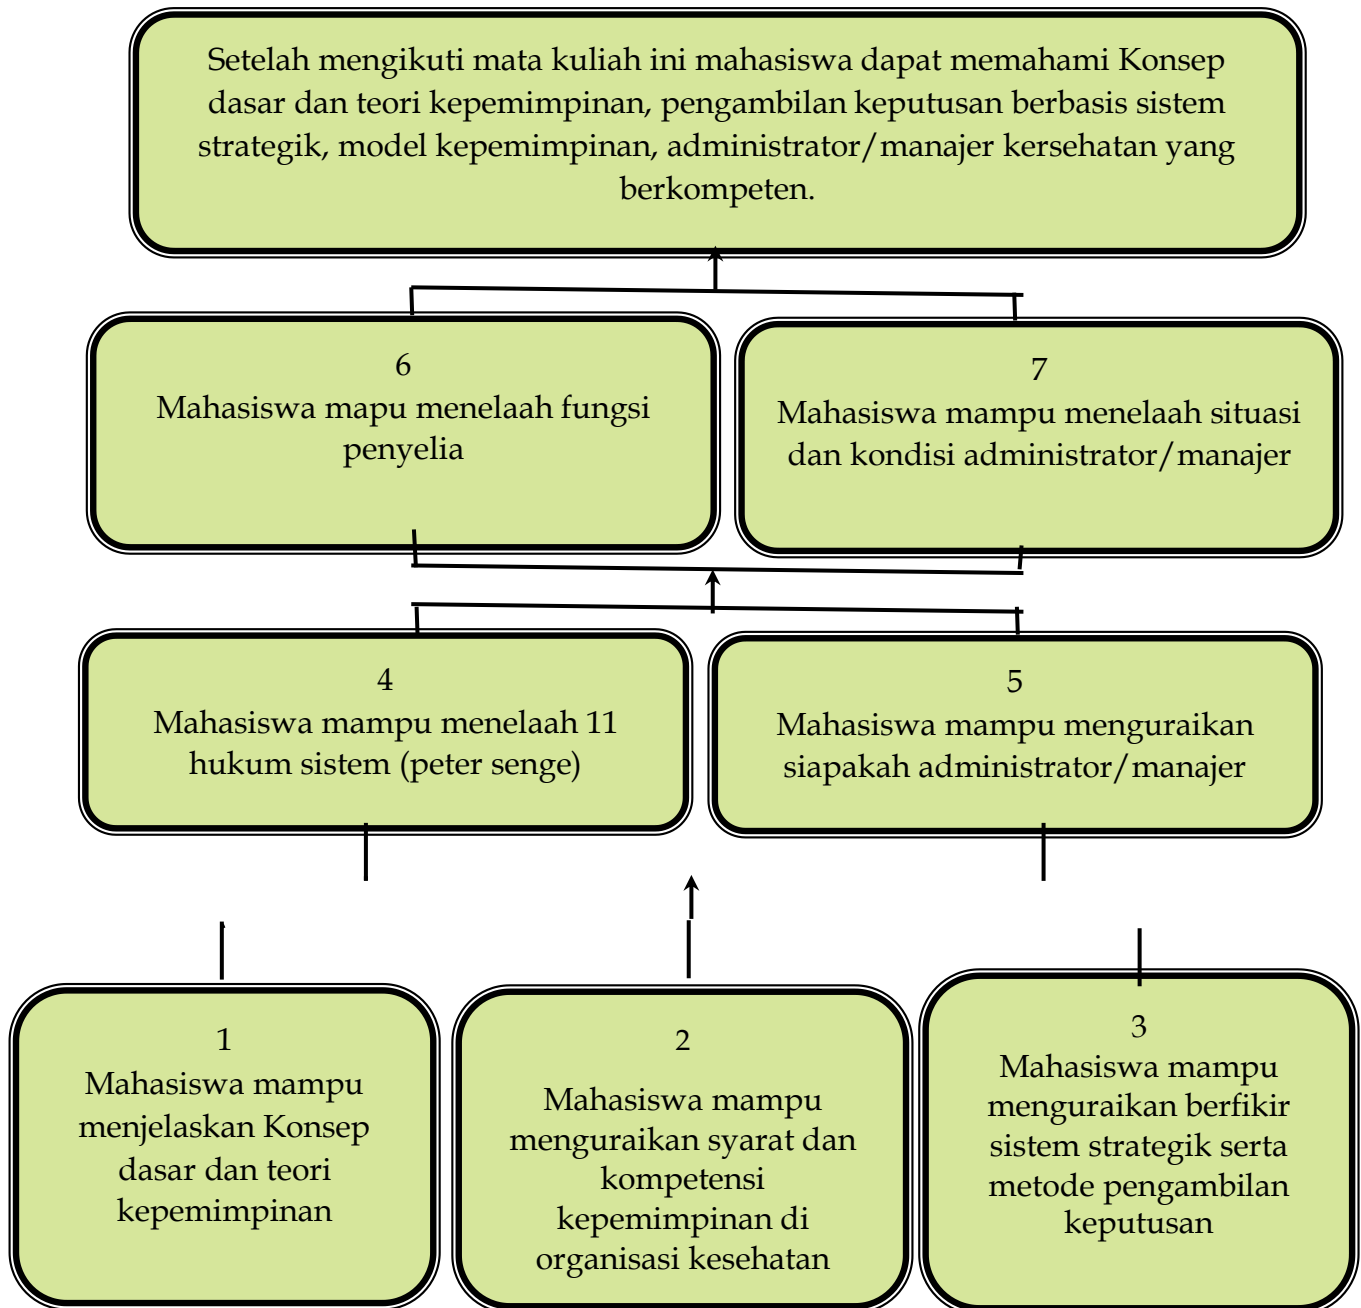 Setelah mengikuti mata kuliah ini mahasiswa dapat memahami Konsep
dasar dan teori kepemimpinan, pengambilan keputusan berbasis sistem
strategik, model kepemimpinan, administrator/manajer kersehatan yang
berkompeten.
6
Mahasiswa mapu menelaah fungsi
penyelia
7
Mahasiswa mampu menelaah situasi
dan kondisi administrator/manajer
4
Mahasiswa mampu menelaah 11
hukum sistem (peter senge)
5
Mahasiswa mampu menguraikan
siapakah administrator/manajer
1
Mahasiswa mampu
menjelaskan Konsep
dasar dan teori
kepemimpinan
2
Mahasiswa mampu
menguraikan syarat dan
kompetensi
kepemimpinan di
organisasi kesehatan
3
Mahasiswa mampu
menguraikan berfikir
sistem strategik serta
metode pengambilan
keputusan